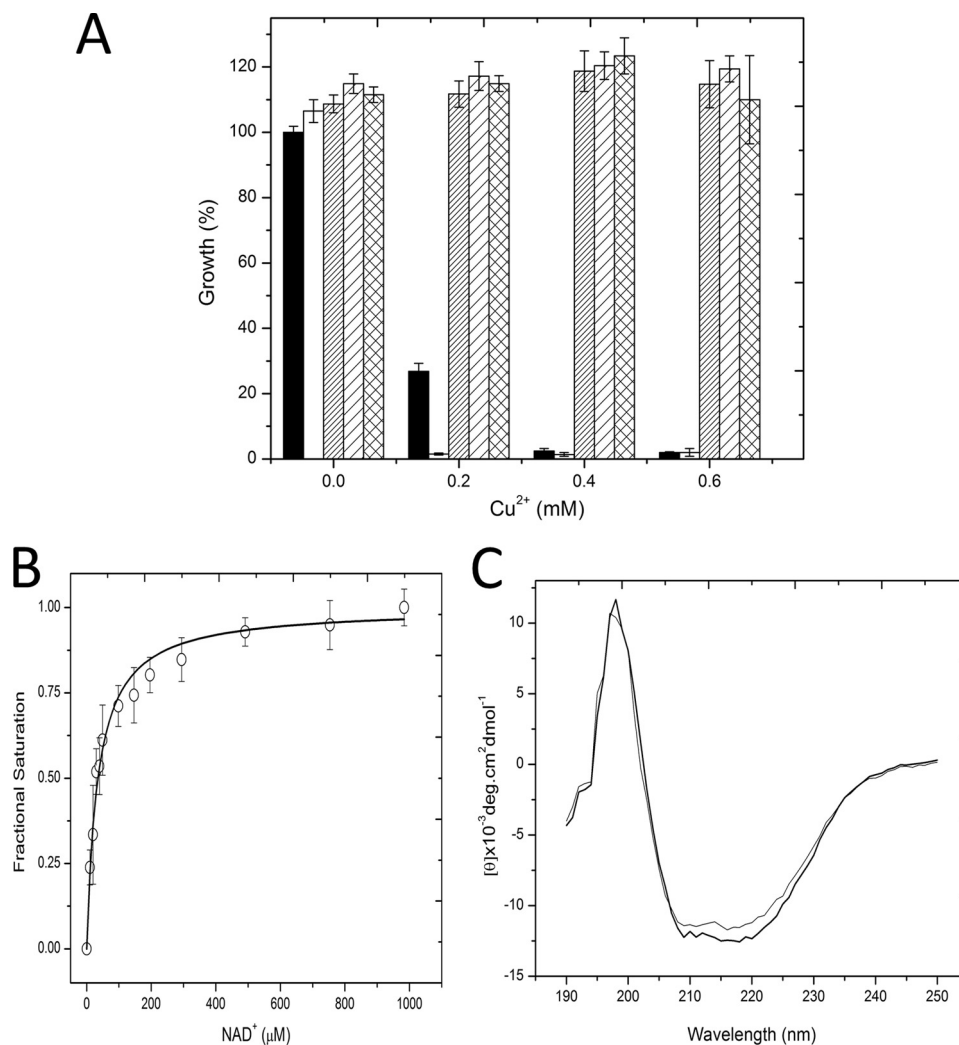 A
120
100
80
60
40
20
0
Growth (%)
0.0 0.2 0.4 0.6
Cu²⁺ (mM)
B
1.00
0.75
0.50
0.25
0.00
Fractional Saturation
0 200 400 600 800 1000
NAD⁺ (μM)
C
10
5
0
-5
-10
-15
[θ]x10⁻³deg.cm²dmol⁻¹
190 200 210 220 230 240 250
Wavelength (nm)